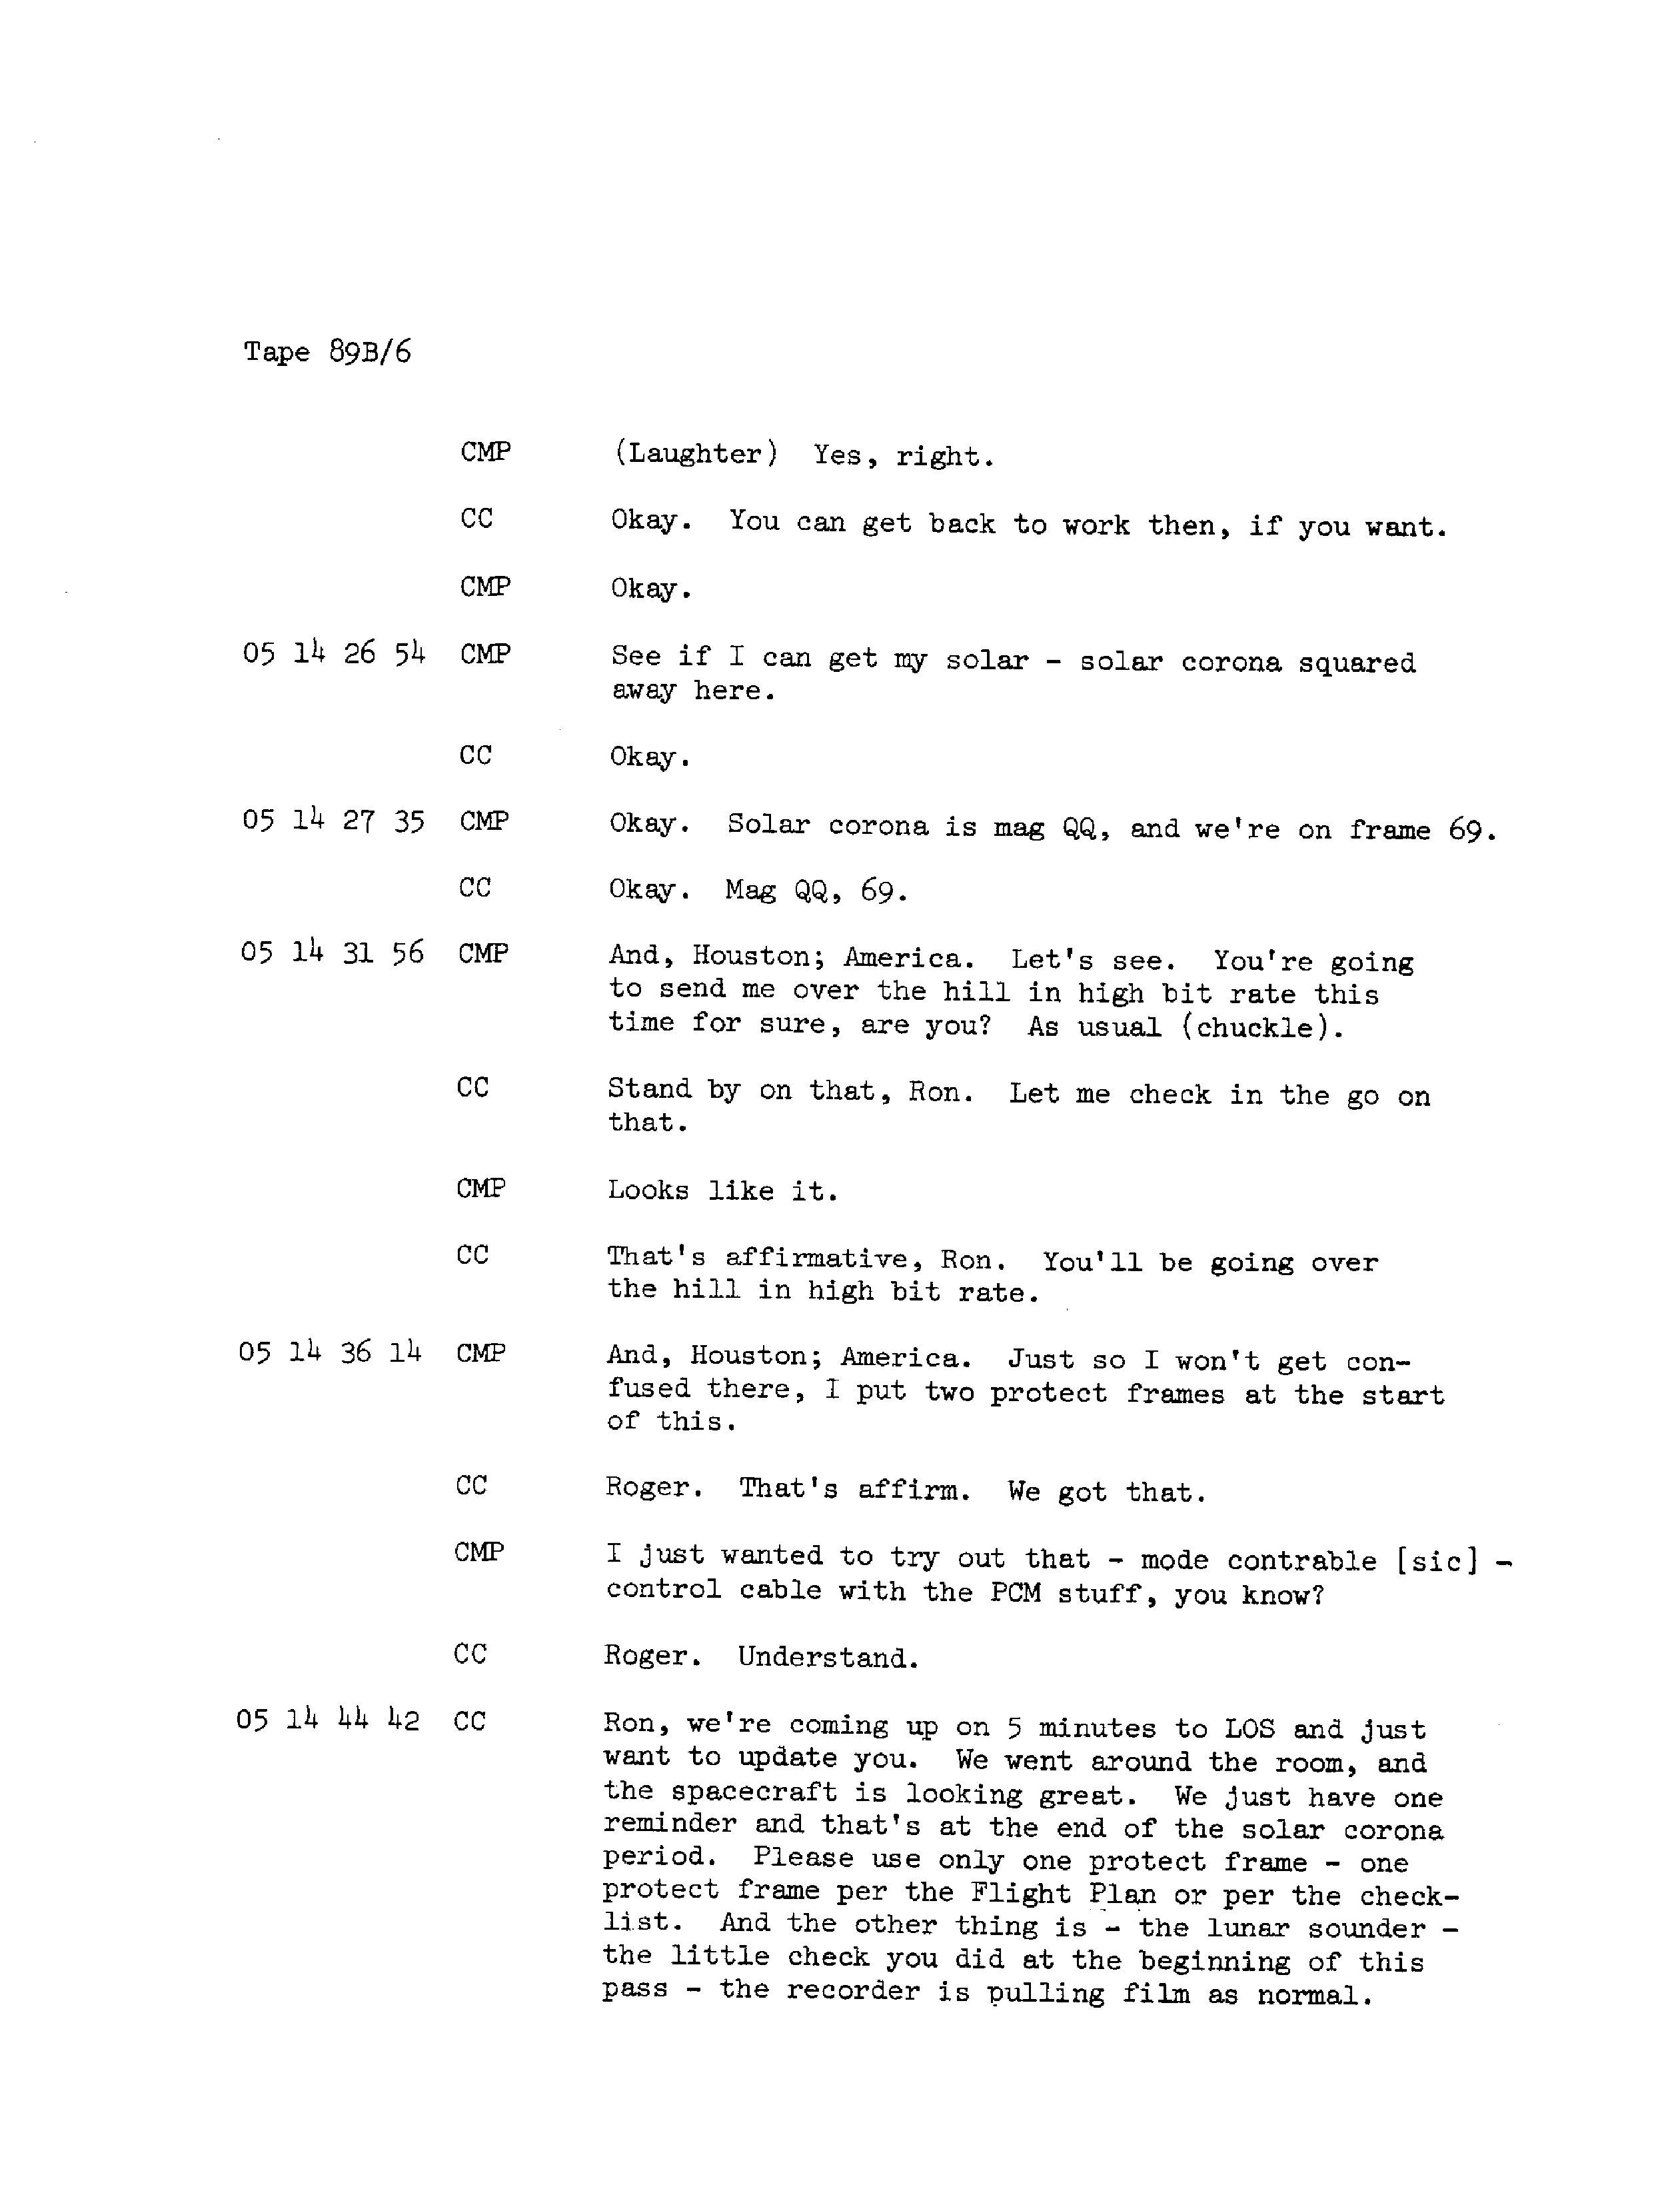 Tape 89B/6
CMP (Laughter) Yes, right.
CC Okay. You can get back to work then, if you want.
CMP Okay.
05 14 26 54 CMP See if I can get my solar - solar corona squared
away here.
CC Okay.
05 14 27 35 CMP Okay. Solar corona is mag QQ, and we're on frame 69.
CC Okay. Mag QQ, 69.
05 14 31 56 CMP And, Houston; America. Let's see. You're going
to send me over the hill in high bit rate this
time for sure, are you? As usual (chuckle).
CC Stand by on that, Ron. Let me check in the go on
that.
CMP Looks like it.
CC That's affirmative, Ron. You'll be going over
the hill in high bit rate.
05 14 36 14 CMP And, Houston; America. Just so I won't get con-
fused there, I put two protect frames at the start
of this.
CC Roger. That's affirm. We got that.
CMP I just wanted to try out that - mode contrable [sic] -
control cable with the PCM stuff, you know?
CC Roger. Understand.
05 14 44 42 CC Ron, we're coming up on 5 minutes to LOS and just
want to update you. We went around the room, and
the spacecraft is looking great. We just have one
reminder and that's at the end of the solar corona
period. Please use only one protect frame - one
protect frame per the Flight Plan or per the check-
list. And the other thing is - the lunar sounder -
the little check you did at the beginning of this
pass - the recorder is pulling film as normal.